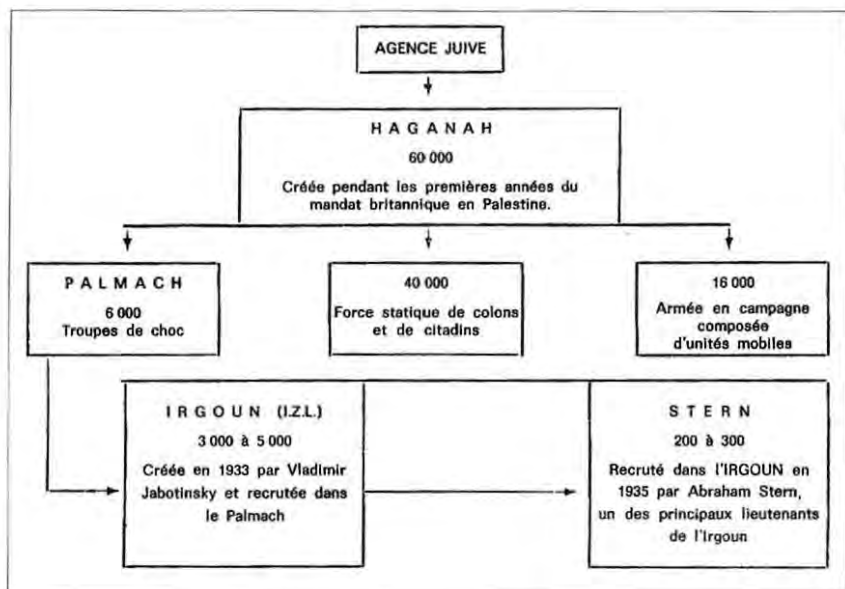 AGENCE JUIVE
HAGANAH
60 000
Créée pendant les premières années du
mandat britannique en Palestine.
PALMACH
6 000
Troupes de choc
40 000
Force statique de colons
et de citadins
16 000
Armée en campagne
composée
d'unités mobiles
IRGOUN (I.Z.L.)
3 000 à 5 000
Créée en 1933 par Vladimir
Jabotinsky et recrutée dans
le Palmach
STERN
200 à 300
Recruté dans l'IRGOUN en
1935 par Abraham Stern,
un des principaux lieutenants
de l'Irgoun